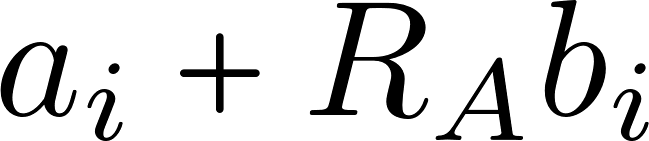 a_i + R_A b_i